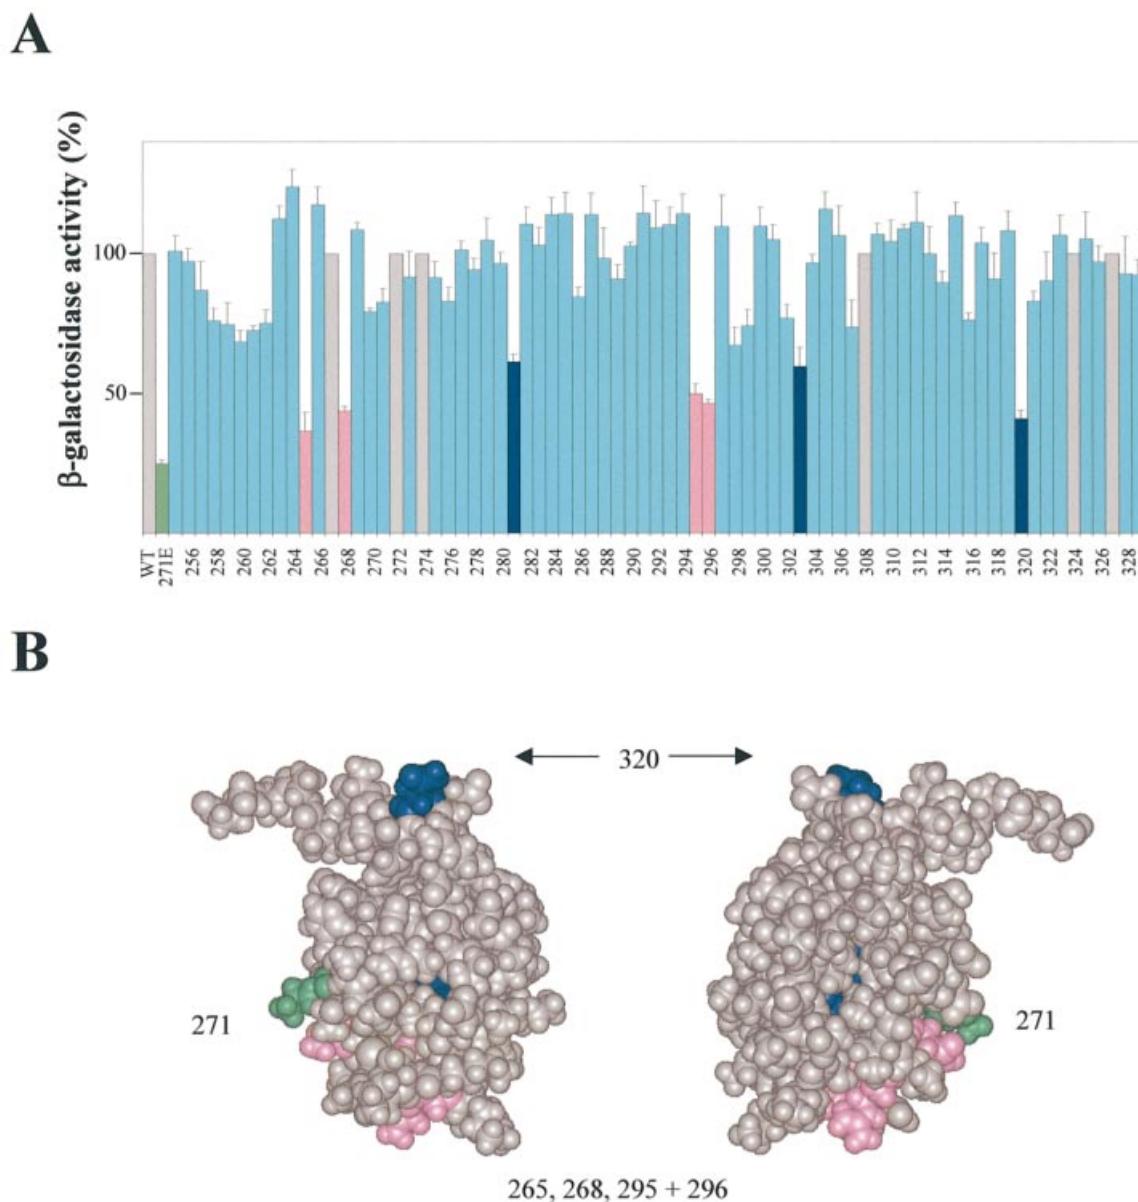 A
β-galactosidase activity (%)
100
50
WT 271E 256 258 260 262 264 266 268 270 272 274 276 278 280 282 284 286 288 290 292 294 296 298 300 302 304 306 308 310 312 314 316 318 320 322 324 326 328
B
320
271
271
265, 268, 295 + 296